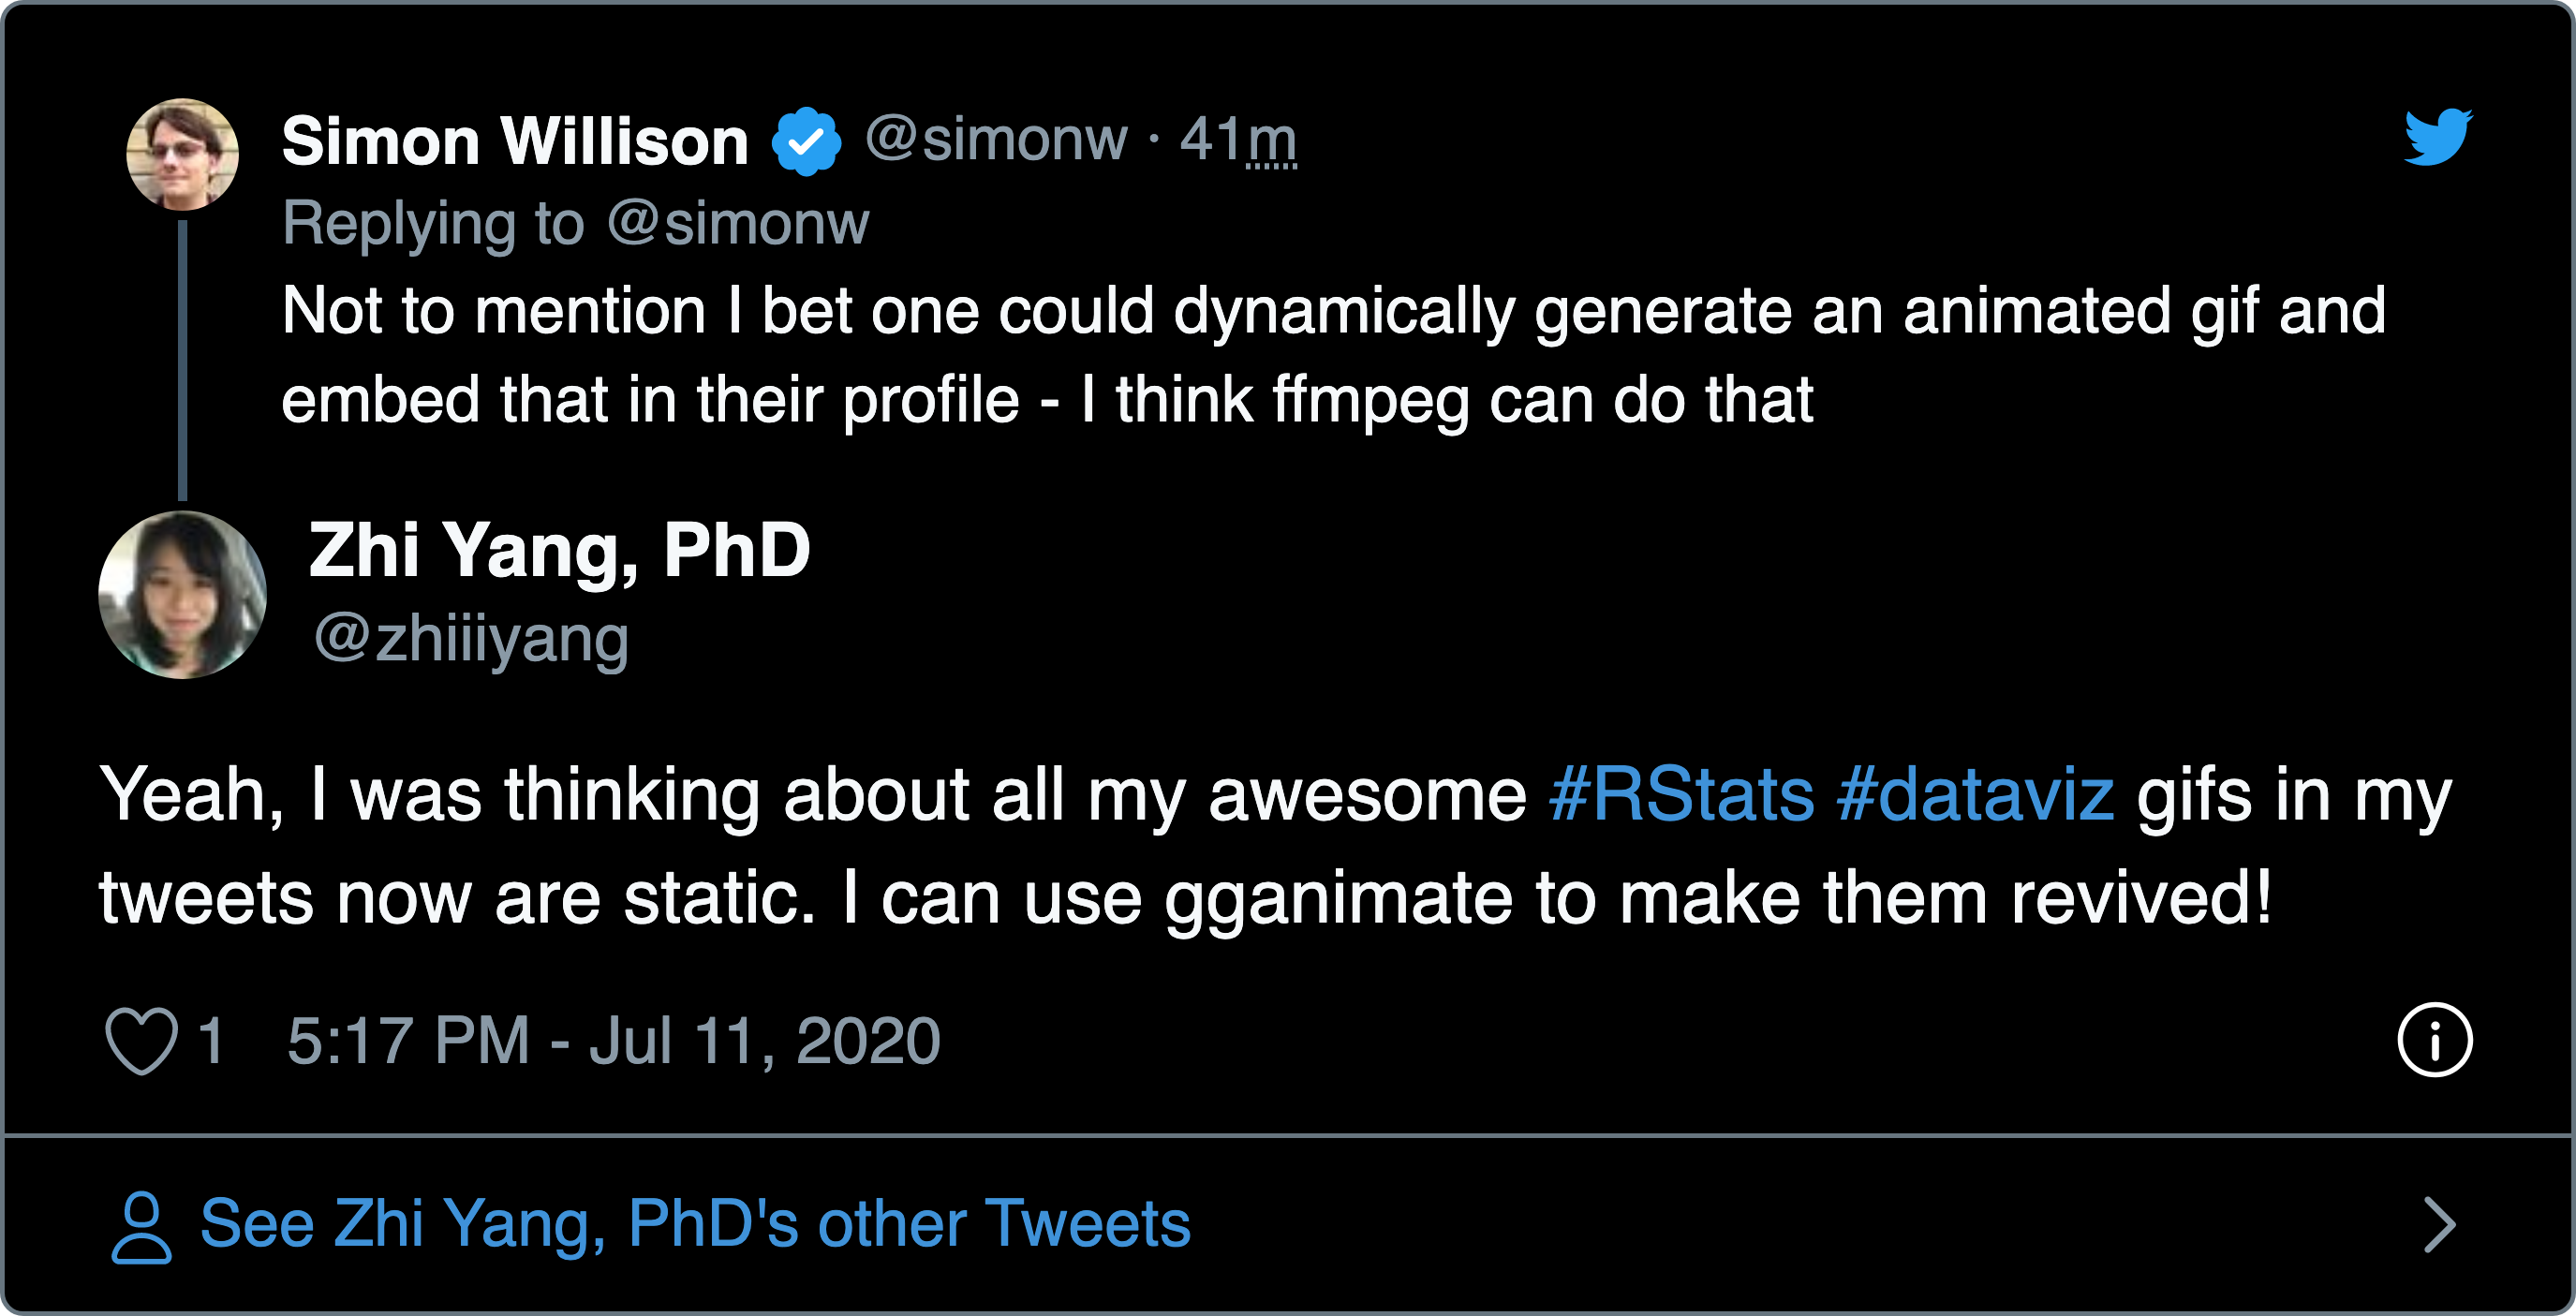 Simon Willison @simonw · 41m
Replying to @simonw
Not to mention I bet one could dynamically generate an animated gif and
embed that in their profile - I think ffmpeg can do that
Zhi Yang, PhD
@zhiiiyang
Yeah, I was thinking about all my awesome #RStats #dataviz gifs in my
tweets now are static. I can use gganimate to make them revived!
1 5:17 PM - Jul 11, 2020
See Zhi Yang, PhD's other Tweets